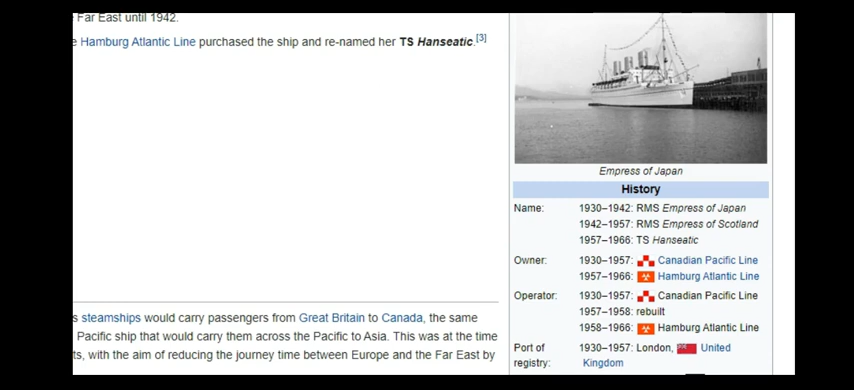 Far East until 1942.
Hamburg Atlantic Line purchased the ship and re-named her TS Hanseatic.[3]
steamships would carry passengers from Great Britain to Canada, the same
Pacific ship that would carry them across the Pacific to Asia. This was at the time
with the aim of reducing the journey time between Europe and the Far East by
Empress of Japan
History
Name: 1930–1942: RMS Empress of Japan
1942–1957: RMS Empress of Scotland
1957–1966: TS Hanseatic
Owner: 1930–1957: Canadian Pacific Line
1957–1966: Hamburg Atlantic Line
Operator: 1930–1957: Canadian Pacific Line
1957–1958: rebuilt
1958–1966: Hamburg Atlantic Line
Port of 1930–1957: London, United
registry: Kingdom